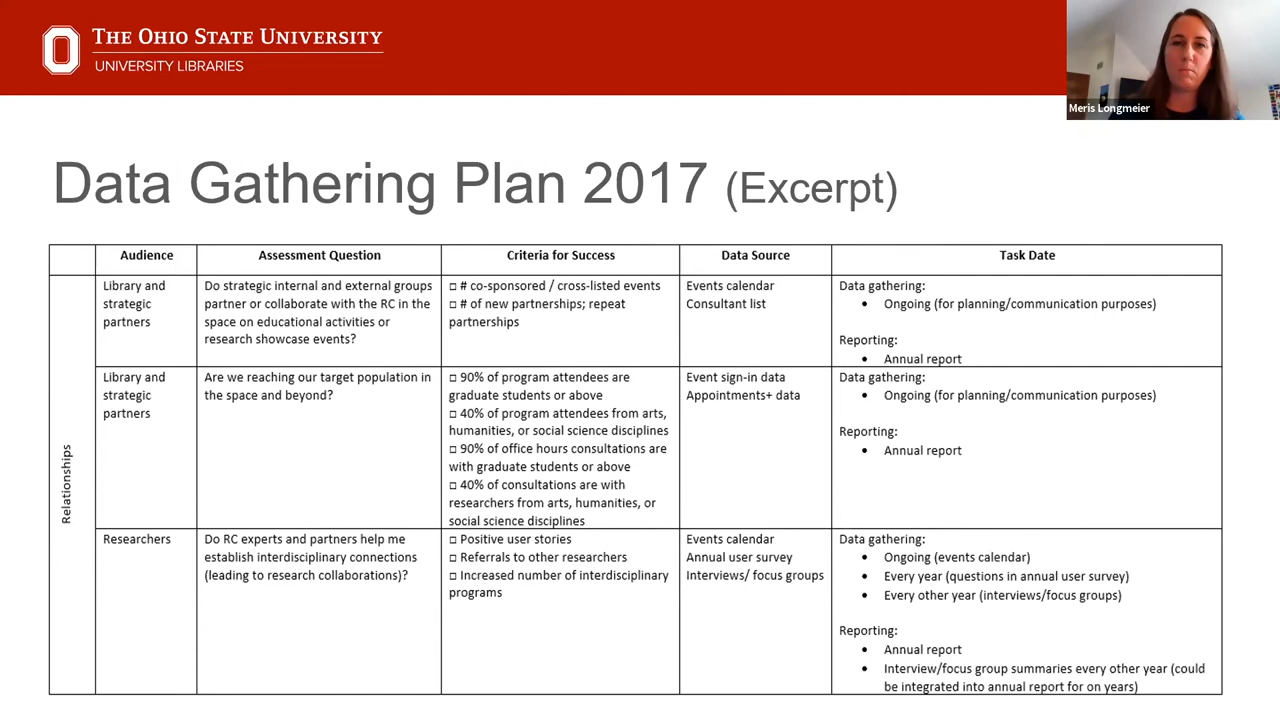 THE OHIO STATE UNIVERSITY
UNIVERSITY LIBRARIES
Meris Longmeier
Data Gathering Plan 2017 (Excerpt)
Audience
Assessment Question
Criteria for Success
Data Source
Task Date
Relationships
Library and
strategic
partners
Do strategic internal and external groups
partner or collaborate with the RC in the
space on educational activities or
research showcase events?
□ # co-sponsored / cross-listed events
□ # of new partnerships; repeat
partnerships
Events calendar
Consultant list
Data gathering:
• Ongoing (for planning/communication purposes)
Reporting:
• Annual report
Library and
strategic
partners
Are we reaching our target population in
the space and beyond?
□ 90% of program attendees are
graduate students or above
□ 40% of program attendees from arts,
humanities, or social science disciplines
□ 90% of office hours consultations are
with graduate students or above
□ 40% of consultations are with
researchers from arts, humanities, or
social science disciplines
Event sign-in data
Appointments+ data
Data gathering:
• Ongoing (for planning/communication purposes)
Reporting:
• Annual report
Researchers
Do RC experts and partners help me
establish interdisciplinary connections
(leading to research collaborations)?
□ Positive user stories
□ Referrals to other researchers
□ Increased number of interdisciplinary
programs
Events calendar
Annual user survey
Interviews/ focus groups
Data gathering:
• Ongoing (events calendar)
• Every year (questions in annual user survey)
• Every other year (interviews/focus groups)
Reporting:
• Annual report
• Interview/focus group summaries every other year (could
be integrated into annual report for on years)